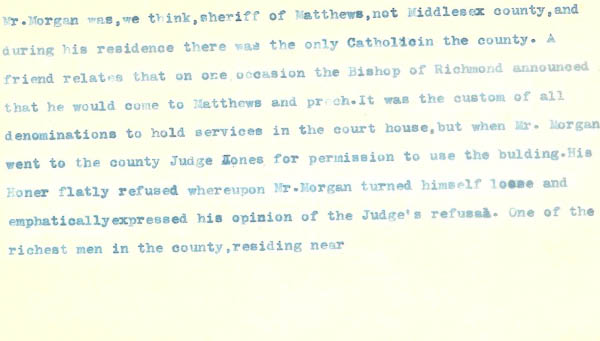 Mr.Morgan was,we think,sheriff of Matthews,not Middlesex county,and
during his residence there was the only Catholicin the county. A
friend relates that on one occasion the Bishop of Richmond announced
that he would come to Matthews and prech.It was the custom of all
denominations to hold services in the court house,but when Mr. Morgan
went to the county Judge Jones for permission to use the bulding.His
Honer flatly refused whereupon Mr.Morgan turned himself loose and
emphaticallyexpressed his opinion of the Judge's refusal. One of the
richest men in the county,residing near